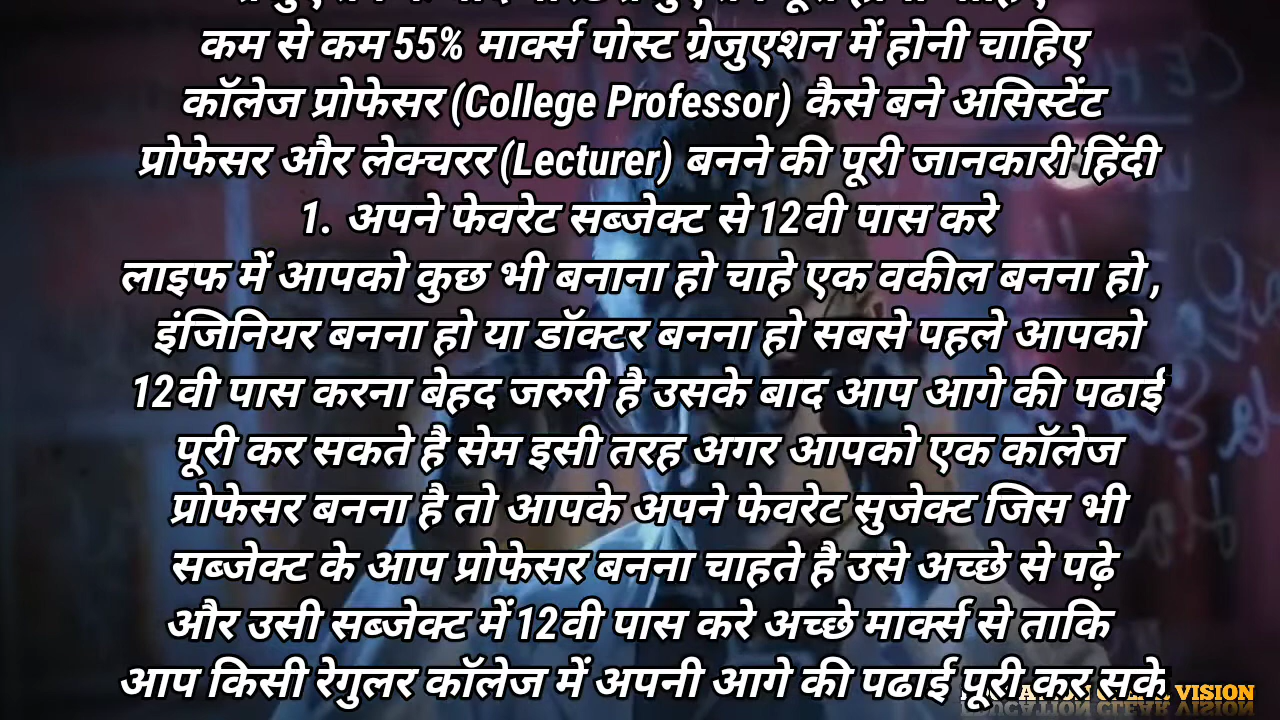 कम से कम 55% मार्क्स पोस्ट ग्रेजुएशन में होनी चाहिए
कॉलेज प्रोफेसर (College Professor) कैसे बने असिस्टेंट
प्रोफेसर और लेक्चरर (Lecturer) बनने की पूरी जानकारी हिंदी
1. अपने फेवरेट सब्जेक्ट से 12वी पास करे
लाइफ में आपको कुछ भी बनाना हो चाहे एक वकील बनना हो ,
इंजिनियर बनना हो या डॉक्टर बनना हो सबसे पहले आपको
12वी पास करना बेहद जरुरी है उसके बाद आप आगे की पढाई
पूरी कर सकते है सेम इसी तरह अगर आपको एक कॉलेज
प्रोफेसर बनना है तो आपके अपने फेवरेट सुजेक्ट जिस भी
सब्जेक्ट के आप प्रोफेसर बनना चाहते है उसे अच्छे से पढ़े
और उसी सब्जेक्ट में 12वी पास करे अच्छे मार्क्स से ताकि
आप किसी रेगुलर कॉलेज में अपनी आगे की पढाई पूरी कर सके
EDUCATION CLEAR VISION